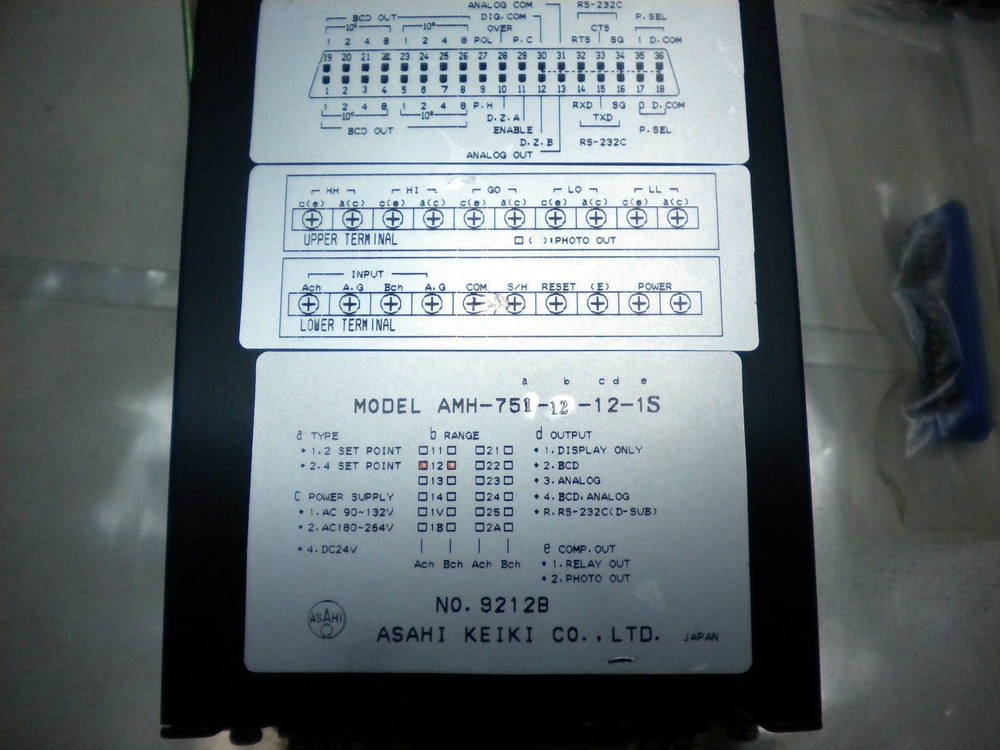 ANALOG COM RS-232C
BCD OUT DIG.COM P.SEL
10¹ 10³ OVER CTS
1 2 4 8 1 2 4 8 POL P.C RTS SG 1 D.COM
19 20 21 22 23 24 25 26 27 28 29 30 31 32 33 34 35 36
1 2 3 4 5 6 7 8 9 10 11 12 13 14 15 16 17 18
1 2 4 8 1 2 4 8 P.H RXD SG P D.COM
10⁰ 10² D.Z.A TXD
BCD OUT ENABLE P.SEL
D.Z.B RS-232C
ANALOG OUT
HH HI GO LO LL
c(e) a(c) c(e) a(c) c(e) a(c) c(e) a(c) c(e) a(c)
UPPER TERMINAL ( ):PHOTO OUT
INPUT
Ach A.G Bch A.G COM S/H RESET (E) POWER
LOWER TERMINAL
a b c d e
MODEL AMH-751-12-12-1S
a TYPE b RANGE d OUTPUT
1.2 SET POINT □11□ □21□ 1.DISPLAY ONLY
2.4 SET POINT □12□ □22□ 2.BCD
□13□ □23□ 3.ANALOG
C POWER SUPPLY □14□ □24□ 4.BCD.ANALOG
1.AC 90~132V □1V□ □25□ R.RS-232C(D-SUB)
2.AC180~264V □1B□ □2A□
4.DC24V e COMP.OUT
Ach Bch Ach Bch 1.RELAY OUT
2.PHOTO OUT
NO. 9212B
ASAHI ASAHI KEIKI CO.,LTD. JAPAN